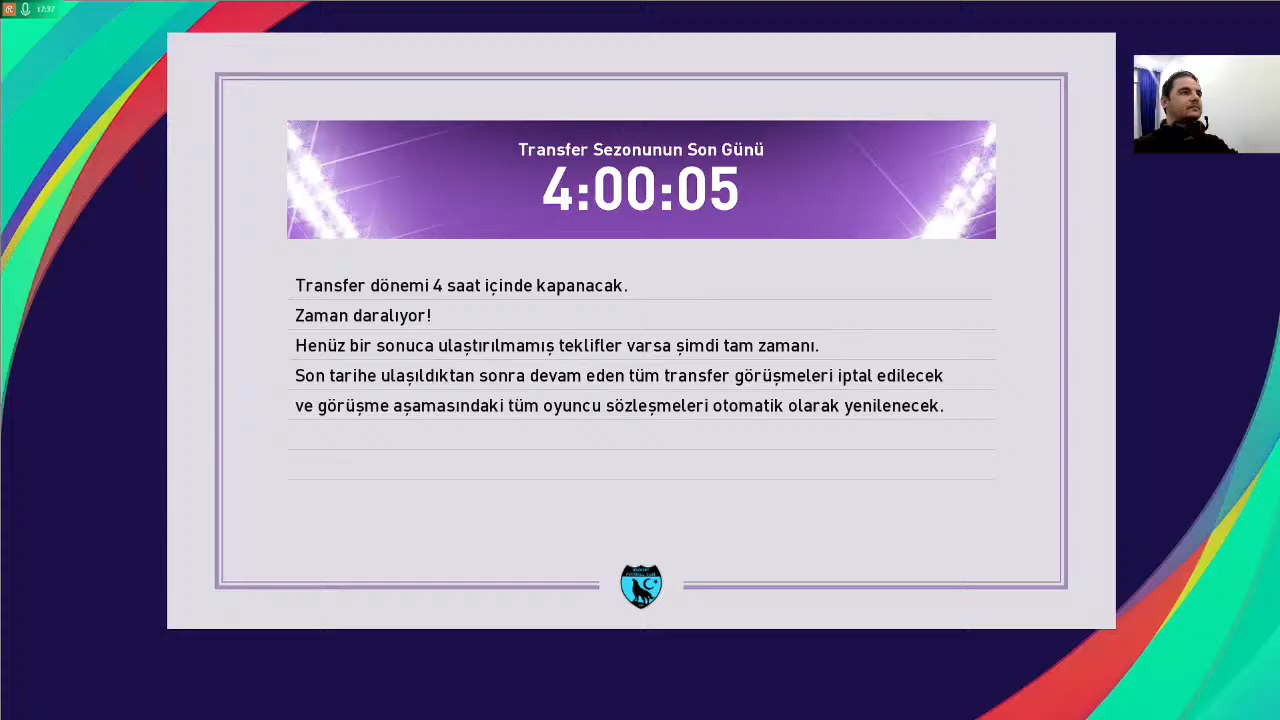 17:37
Transfer Sezonunun Son Günü
4:00:05
Transfer dönemi 4 saat içinde kapanacak.
Zaman daralıyor!
Henüz bir sonuca ulaştırılmamış teklifler varsa şimdi tam zamanı.
Son tarihe ulaşıldıktan sonra devam eden tüm transfer görüşmeleri iptal edilecek
ve görüşme aşamasındaki tüm oyuncu sözleşmeleri otomatik olarak yenilenecek.